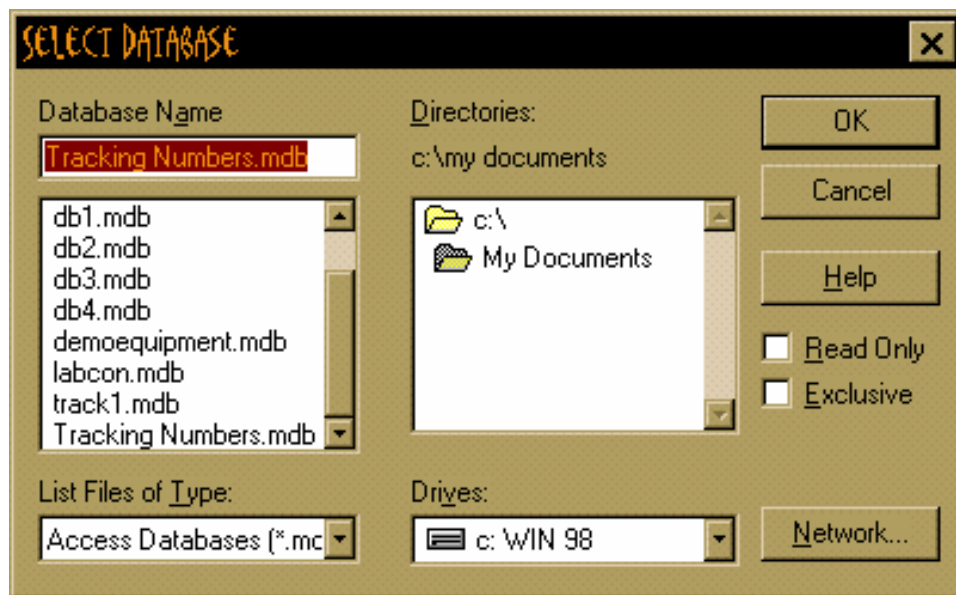 SELECT DATABASE
Database Name
Tracking Numbers.mdb
db1.mdb
db2.mdb
db3.mdb
db4.mdb
demoequipment.mdb
labcon.mdb
track1.mdb
Tracking Numbers.mdb
List Files of Type:
Access Databases (*.mc
Directories:
c:\my documents
c:\
My Documents
Drives:
c: WIN 98
OK
Cancel
Help
Read Only
Exclusive
Network...